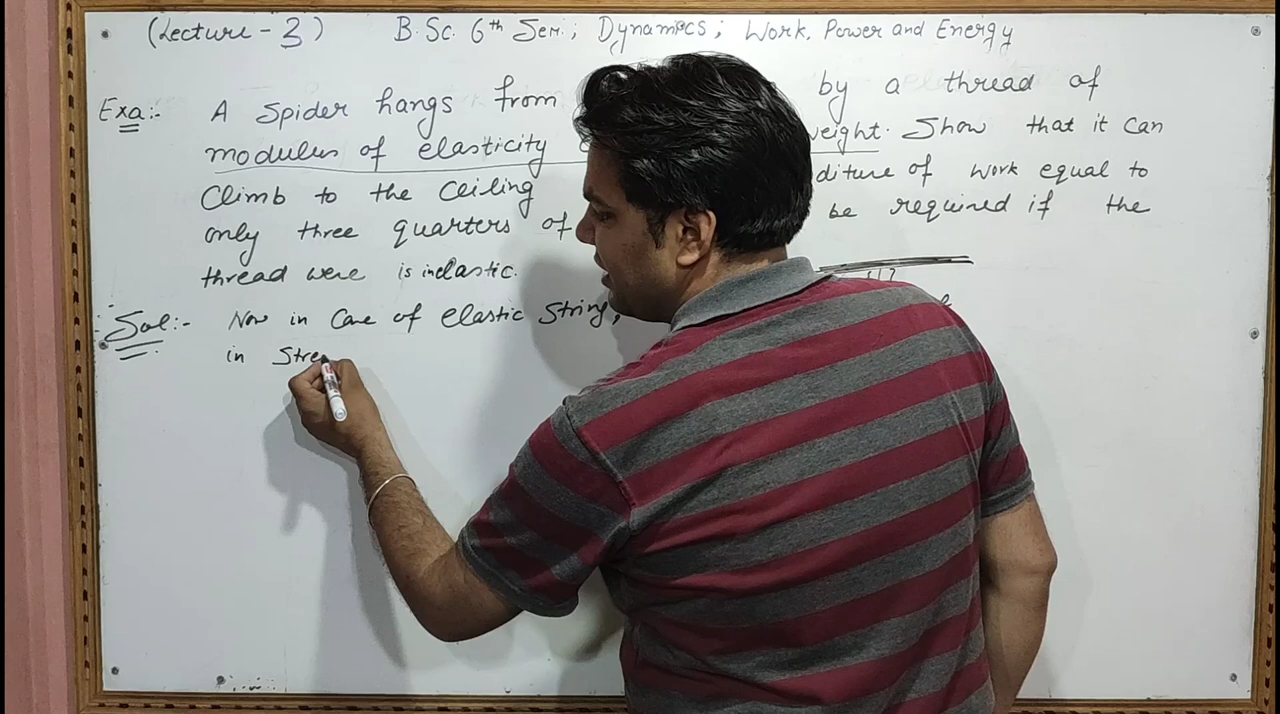 (Lecture - 3) B.Sc. 6th Sem.; Dynamics; Work, Power and Energy
Exa:- A Spider hangs from by a thread of
modulus of elasticity weight. Show that it Can
Climb to the Ceiling diture of work equal to
only three quarters of be required if the
thread were is inelastic.
Sol:- Now in Case of elastic String,
in Stre